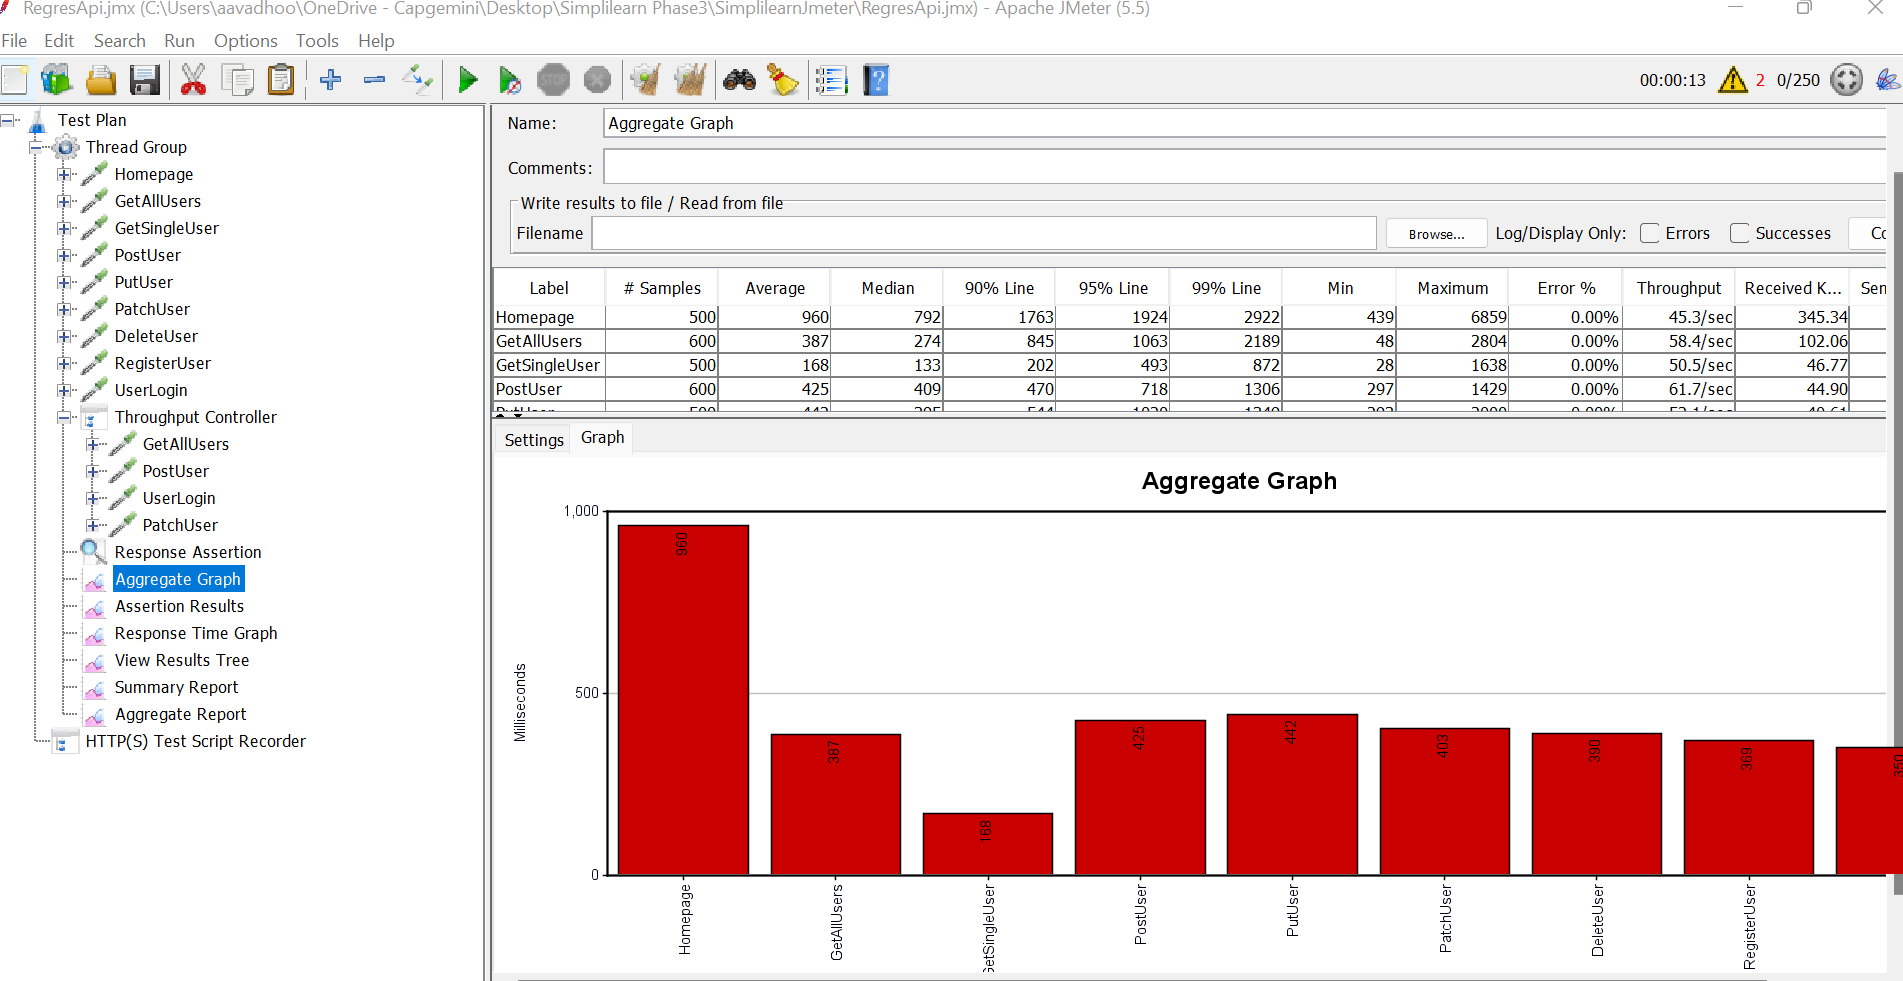 RegresApi.jmx (C:\Users\aavadhoo\OneDrive - Capgemini\Desktop\Simplilearn Phase3\SimplilearnJmeter\RegresApi.jmx) - Apache JMeter (5.5)
File Edit Search Run Options Tools Help
STOP
00:00:13 2 0/250
Test Plan
Thread Group
Homepage
GetAllUsers
GetSingleUser
PostUser
PutUser
PatchUser
DeleteUser
RegisterUser
UserLogin
Throughput Controller
GetAllUsers
PostUser
UserLogin
PatchUser
Response Assertion
Aggregate Graph
Assertion Results
Response Time Graph
View Results Tree
Summary Report
Aggregate Report
HTTP(S) Test Script Recorder
Name: Aggregate Graph
Comments:
Write results to file / Read from file
Filename Browse... Log/Display Only: Errors Successes Co
Label # Samples Average Median 90% Line 95% Line 99% Line Min Maximum Error % Throughput Received K... Sen
Homepage 500 960 792 1763 1924 2922 439 6859 0.00% 45.3/sec 345.34
GetAllUsers 600 387 274 845 1063 2189 48 2804 0.00% 58.4/sec 102.06
GetSingleUser 500 168 133 202 493 872 28 1638 0.00% 50.5/sec 46.77
PostUser 600 425 409 470 718 1306 297 1429 0.00% 61.7/sec 44.90
Settings Graph
Aggregate Graph
Milliseconds
1,000
500
0
960
387
168
425
442
403
390
369
350
Homepage
GetAllUsers
GetSingleUser
PostUser
PutUser
PatchUser
DeleteUser
RegisterUser